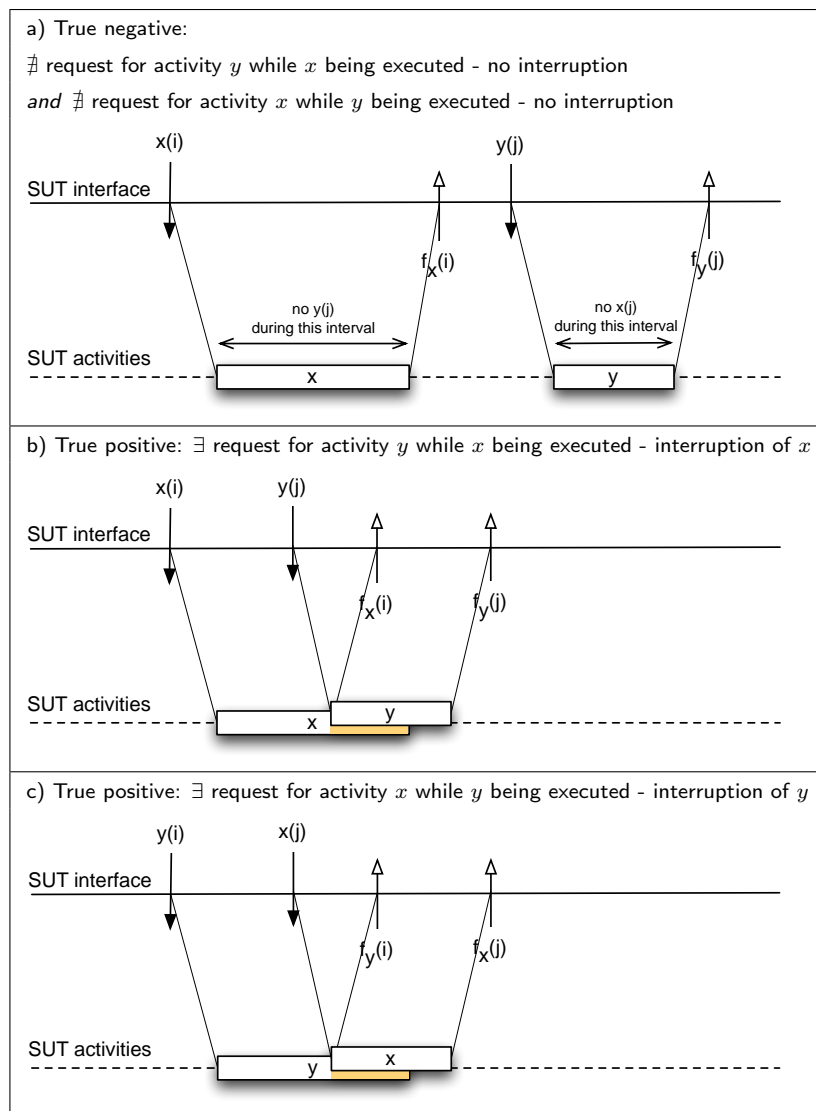 a) True negative:
∄ request for activity y while x being executed - no interruption
and ∄ request for activity x while y being executed - no interruption
x(i)
y(j)
SUT interface
f_x(i)
f_y(j)
no y(j)
during this interval
no x(j)
during this interval
SUT activities
x
y
b) True positive: ∃ request for activity y while x being executed - interruption of x
x(i)
y(j)
SUT interface
f_x(i)
f_y(j)
SUT activities
x
y
c) True positive: ∃ request for activity x while y being executed - interruption of y
y(i)
x(j)
SUT interface
f_y(i)
f_x(j)
SUT activities
y
x